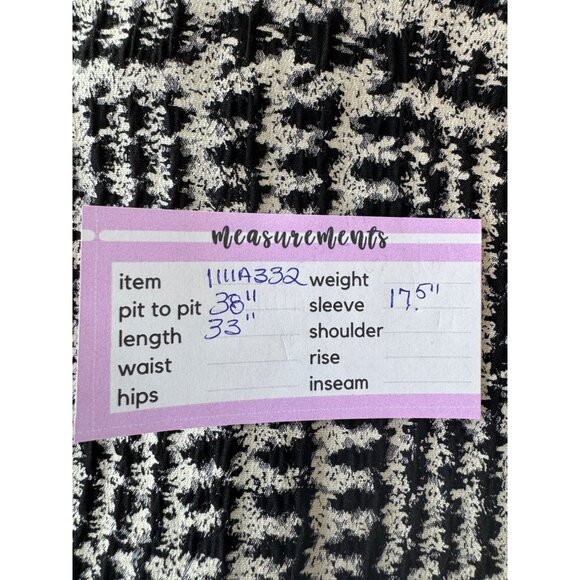 measurements
item 1111A332 weight
pit to pit 38" sleeve 17.5"
length 33" shoulder
waist rise
hips inseam